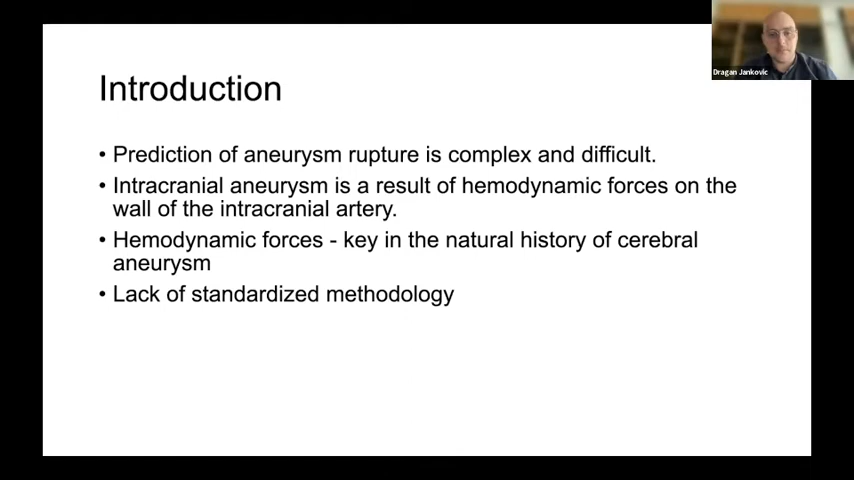 Dragan Jankovic
Introduction
• Prediction of aneurysm rupture is complex and difficult.
• Intracranial aneurysm is a result of hemodynamic forces on the
wall of the intracranial artery.
• Hemodynamic forces - key in the natural history of cerebral
aneurysm
• Lack of standardized methodology